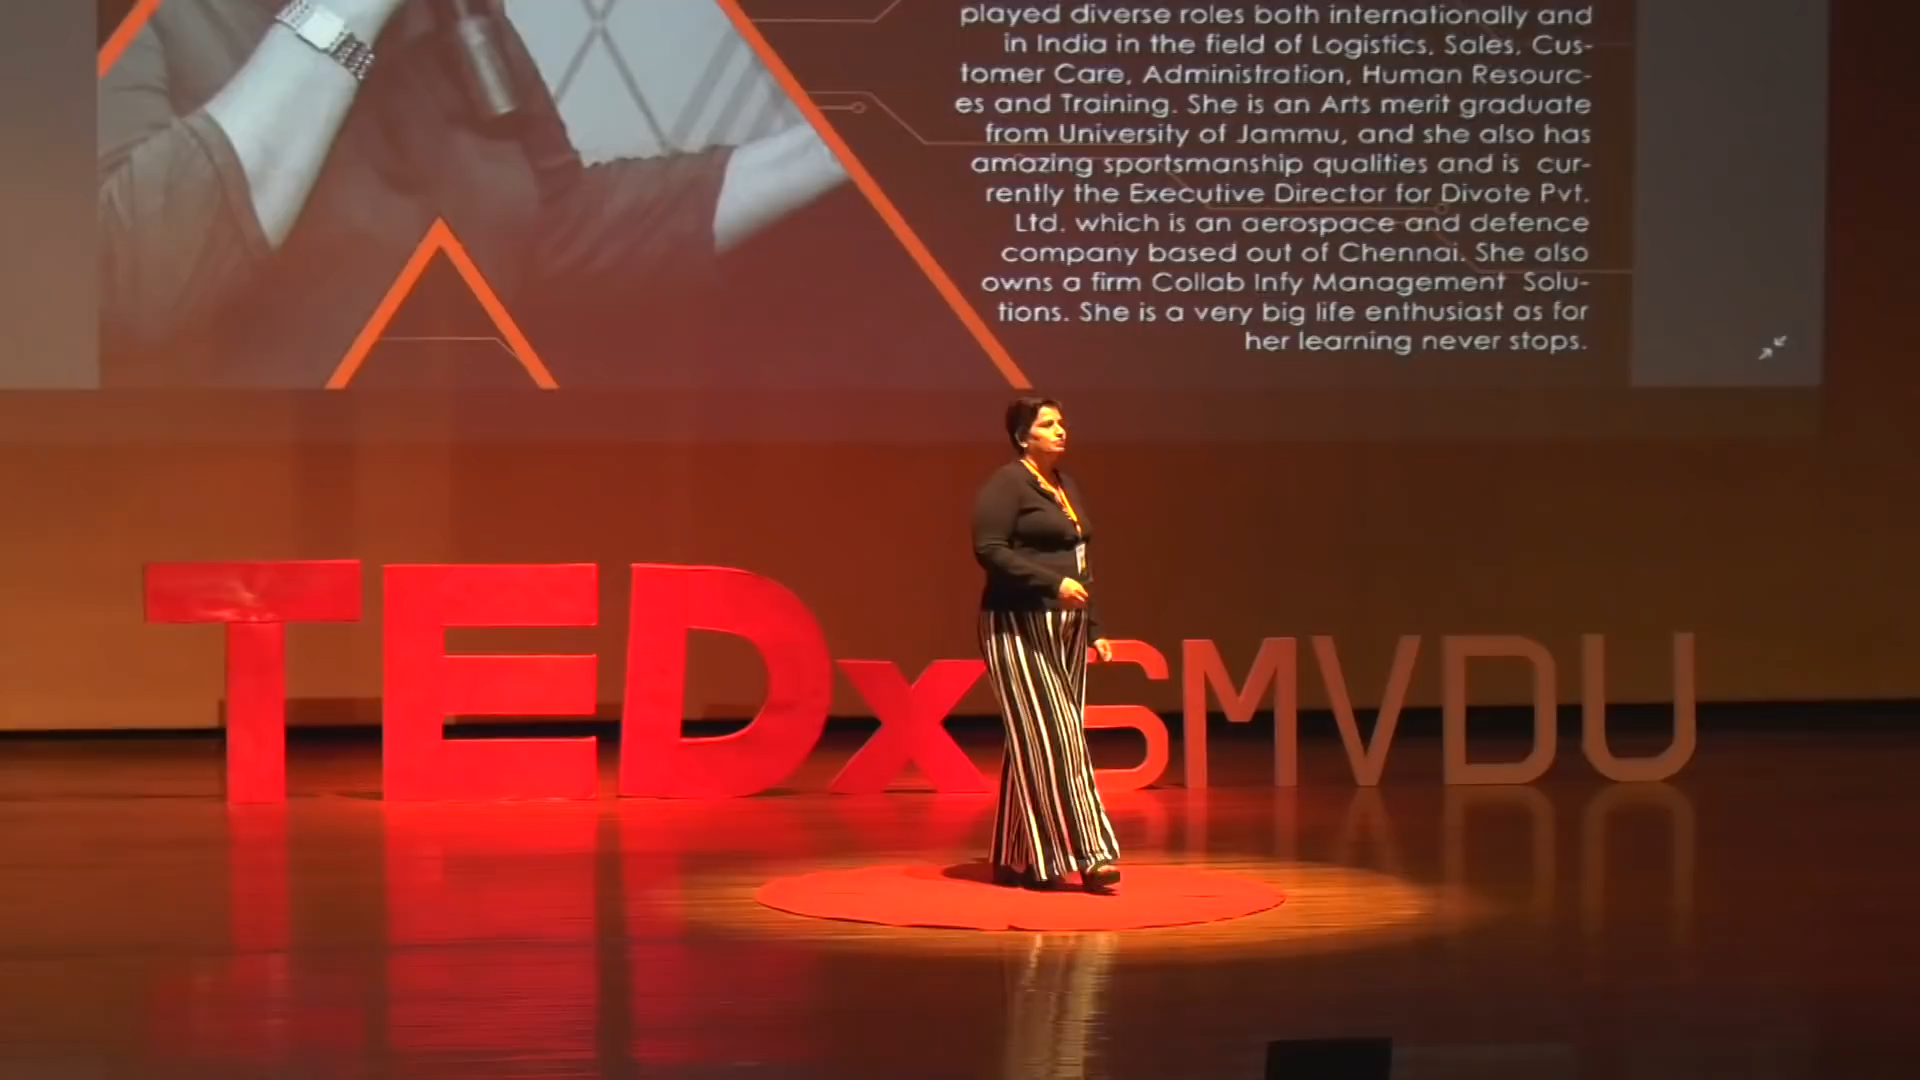 played diverse roles both internationally and
in India in the field of Logistics, Sales, Cus-
tomer Care, Administration, Human Resourc-
es and Training. She is an Arts merit graduate
from University of Jammu, and she also has
amazing sportsmanship qualities and is cur-
rently the Executive Director for Divote Pvt.
Ltd. which is an aerospace and defence
company based out of Chennai. She also
owns a firm Collab Infy Management Solu-
tions. She is a very big life enthusiast as for
her learning never stops.
TEDx SMVDU